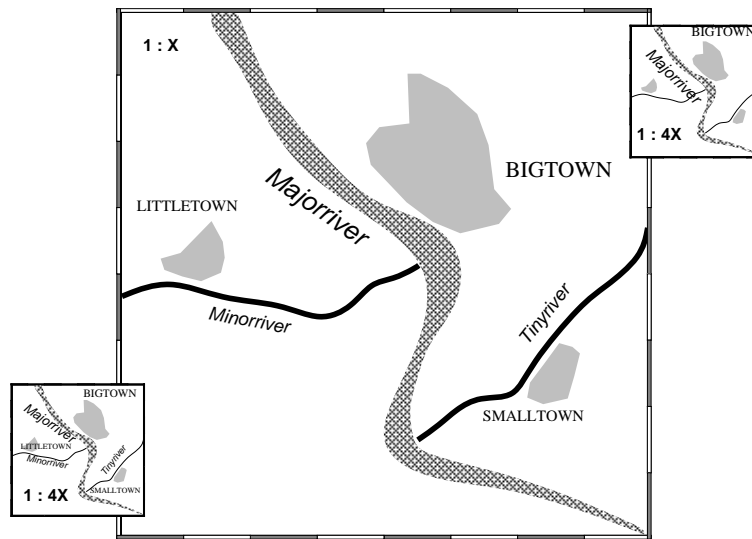 1 : X
BIGTOWN
LITTLETOWN
Majorriver
Minorriver
Tinyriver
SMALLTOWN
BIGTOWN
Majorriver
1 : 4X
BIGTOWN
Majorriver
LITTLETOWN
Minorriver
Tinyriver
SMALLTOWN
1 : 4X